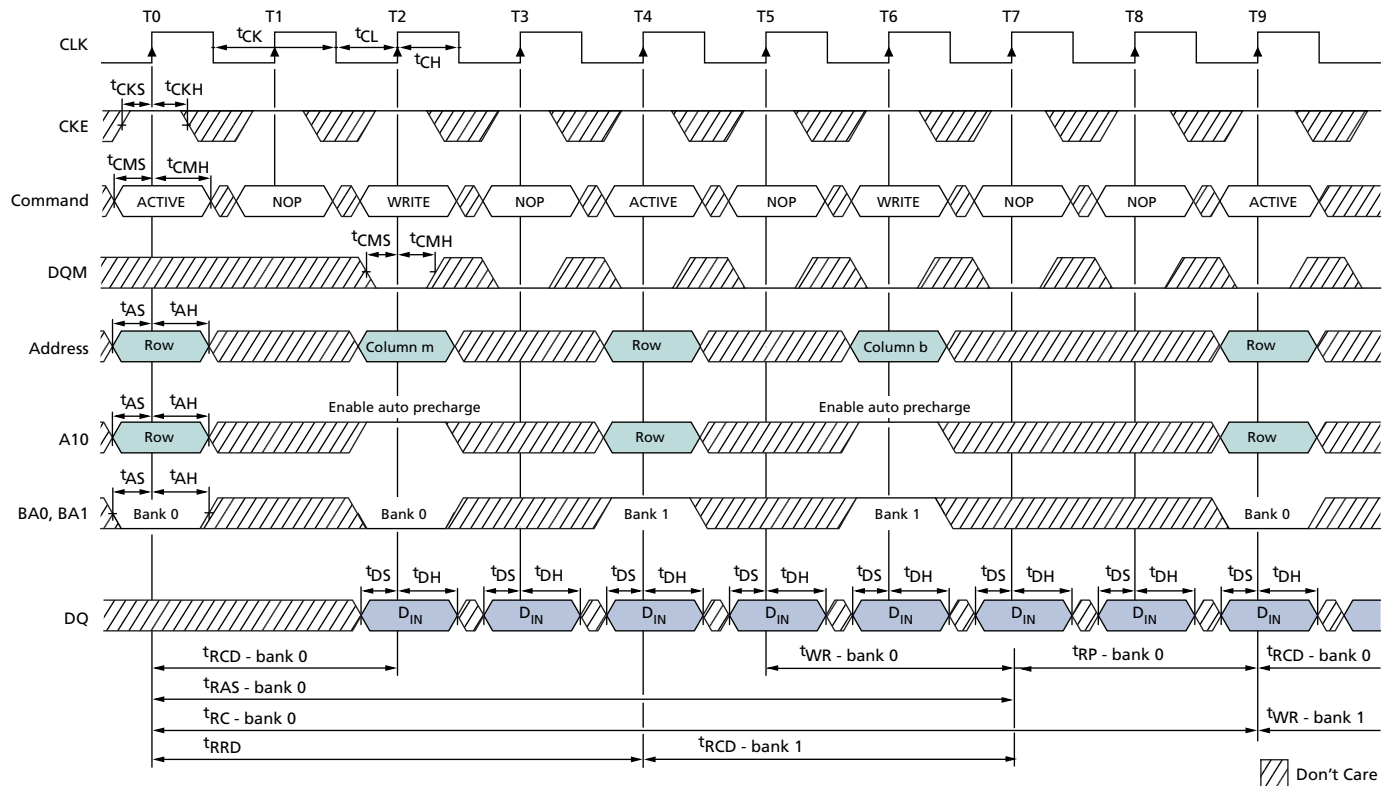 T0 T1 T2 T3 T4 T5 T6 T7 T8 T9
CLK tCK tCL tCH
tCKS tCKH
CKE
tCMS tCMH
Command ACTIVE NOP WRITE NOP ACTIVE NOP WRITE NOP NOP ACTIVE
tCMS tCMH
DQM
tAS tAH
Address Row Column m Row Column b Row
tAS tAH Enable auto precharge Enable auto precharge
A10 Row Row Row
tAS tAH
BA0, BA1 Bank 0 Bank 0 Bank 1 Bank 1 Bank 0
tDS tDH tDS tDH tDS tDH tDS tDH tDS tDH tDS tDH tDS tDH tDS tDH
DQ DIN DIN DIN DIN DIN DIN DIN DIN
tRCD - bank 0 tWR - bank 0 tRP - bank 0 tRCD - bank 0
tRAS - bank 0
tRC - bank 0 tWR - bank 1
tRRD tRCD - bank 1
Don't Care